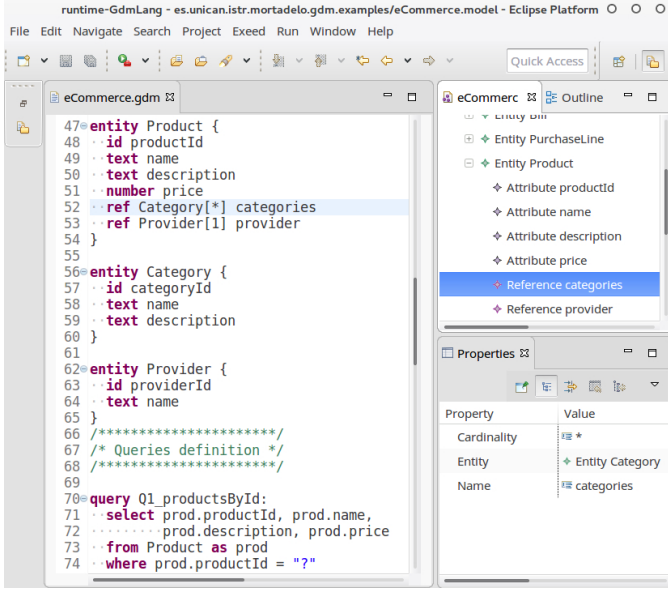 runtime-GdmLang - es.unican.istr.mortadelo.gdm.examples/eCommerce.model - Eclipse Platform
File Edit Navigate Search Project Exeed Run Window Help
Quick Access
eCommerce.gdm
47 entity Product {
48 ··id productId
49 ··text name
50 ··text description
51 ··number price
52 ··ref Category[*] categories
53 ··ref Provider[1] provider
54 }
55
56 entity Category {
57 ··id categoryId
58 ··text name
59 ··text description
60 }
61
62 entity Provider {
63 ··id providerId
64 ··text name
65 }
66 /**********************/
67 /* Queries definition */
68 /**********************/
69
70 query Q1_productsById:
71 ··select prod.productId, prod.name,
72 ·········prod.description, prod.price
73 ··from Product as prod
74 ··where prod.productId = "?"
eCommerc
Outline
Entity Bill
Entity PurchaseLine
Entity Product
Attribute productId
Attribute name
Attribute description
Attribute price
Reference categories
Reference provider
Properties
Property Value
Cardinality *
Entity Entity Category
Name categories